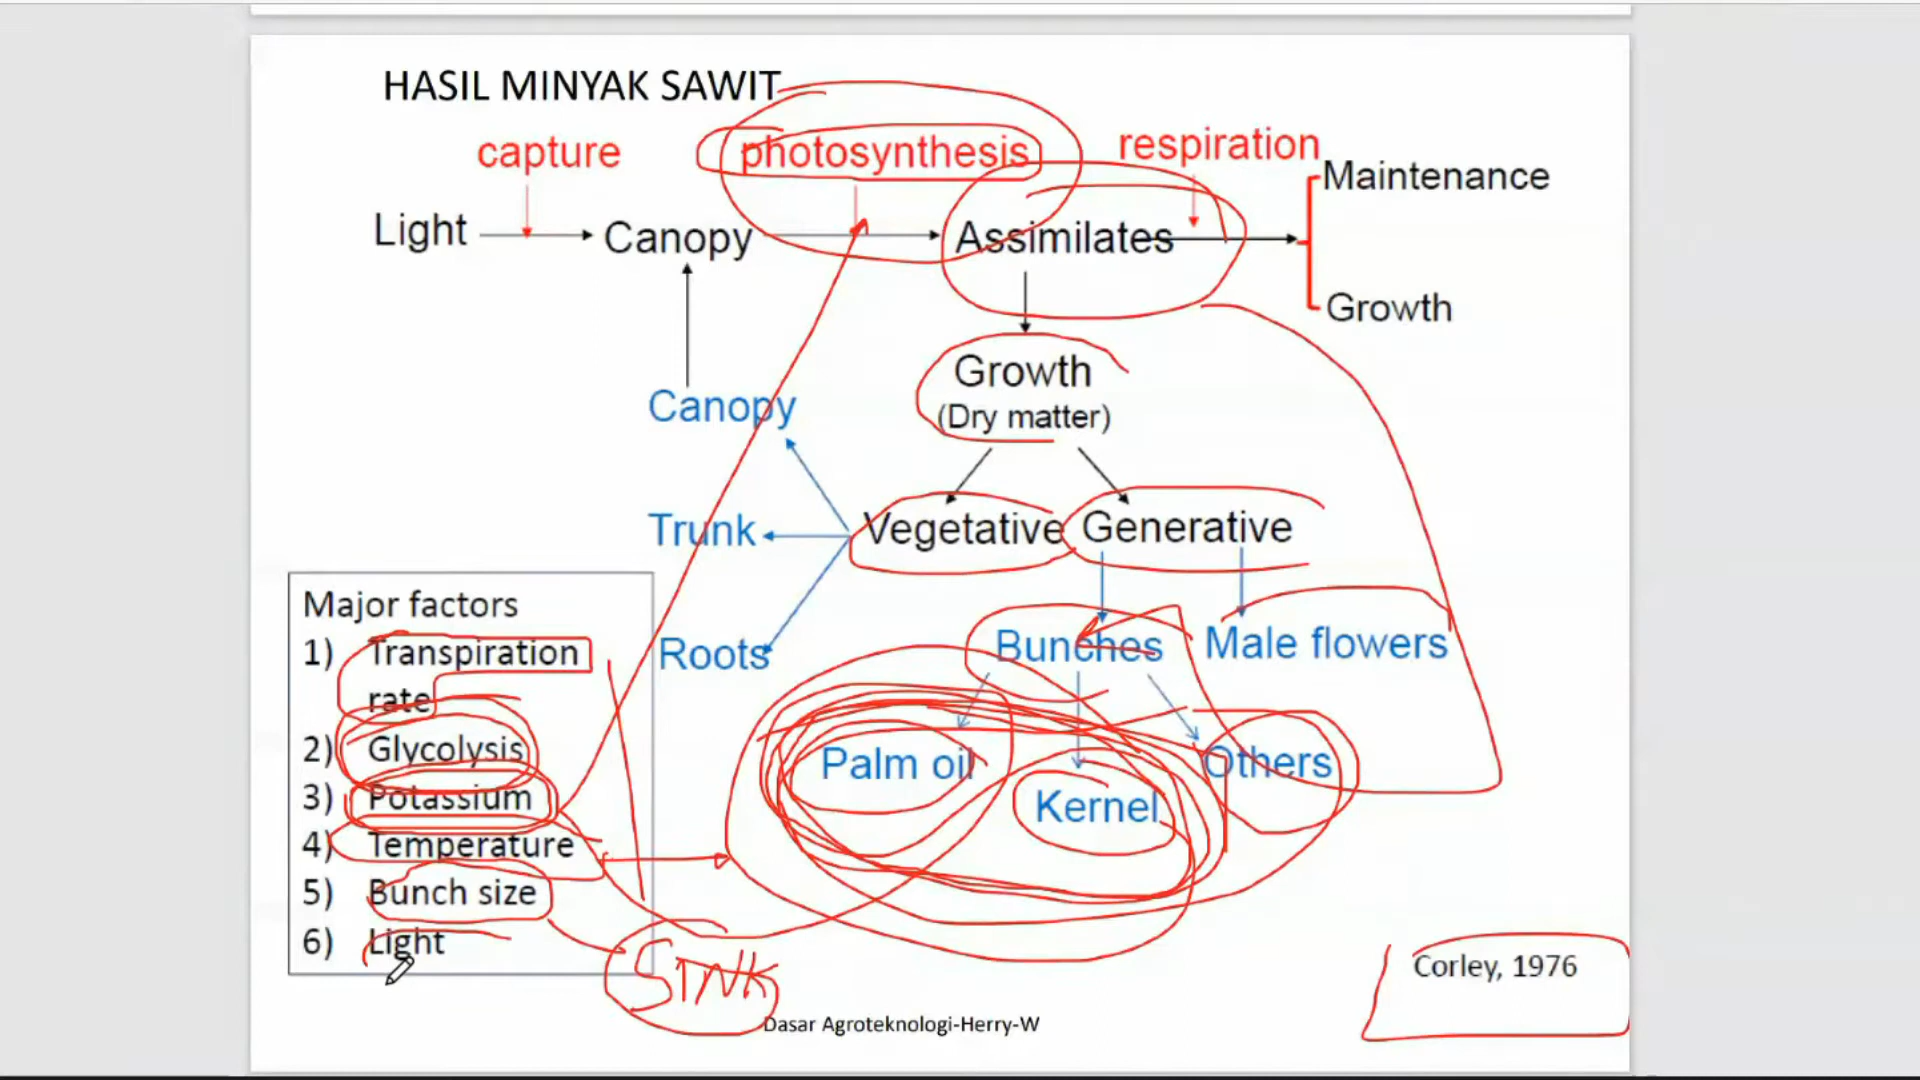 HASIL MINYAK SAWIT
capture
photosynthesis
respiration
Maintenance
Light
Canopy
Assimilates
Growth
Growth
(Dry matter)
Canopy
Trunk
Vegetative
Generative
Roots
Bunches
Male flowers
Palm oil
Kernel
Others
Major factors
1) Transpiration
rate
2) Glycolysis
3) Potassium
4) Temperature
5) Bunch size
6) Light
SINK
Corley, 1976
Dasar Agroteknologi-Herry-W